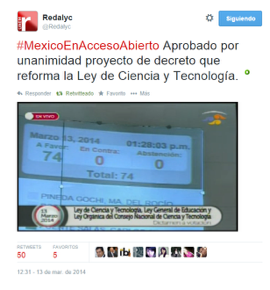 Redalyc
@Redalyc
Siguiendo
#MexicoEnAccesoAbierto Aprobado por
unanimidad proyecto de decreto que
reforma la Ley de Ciencia y Tecnología.
Responder Retwitteado Favorito Más
EN VIVO
Marzo 13, 2014 01:28:03 p.m.
A Favor: En Contra: Abstención:
74 0 0
Total: 74
PINEDA GOCHI, MA. DEL ROCIO
13
Marzo
2014
Ley de Ciencia y Tecnología, Ley General de Educación y
Ley Orgánica del Consejo Nacional de Ciencia y Tecnología
Dictamen a votación
RETWEETS FAVORITOS
50 5
12:31 - 13 de mar. de 2014